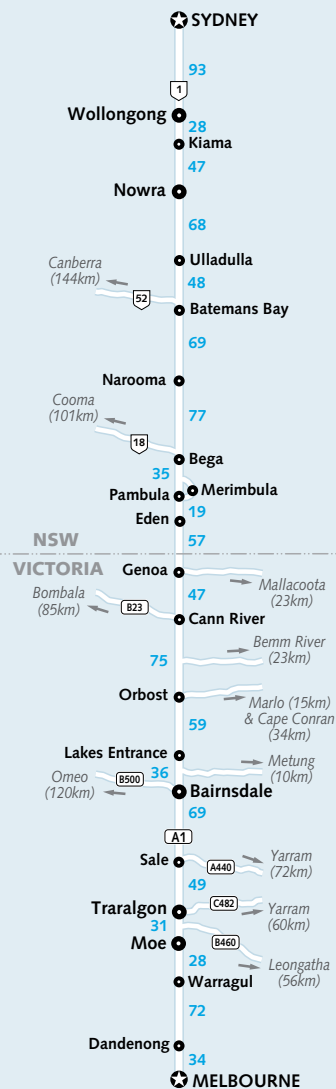 SYDNEY
93
1
Wollongong
28
Kiama
47
Nowra
68
Ulladulla
48
Canberra
(144km)
52
Batemans Bay
69
Narooma
77
Cooma
(101km)
18
Bega
35
Merimbula
Pambula
19
Eden
57
NSW
VICTORIA
Genoa
Mallacoota
(23km)
47
Bombala
(85km)
B23
Cann River
Bemm River
(23km)
75
Orbost
Marlo (15km)
& Cape Conran
(34km)
59
Lakes Entrance
Metung
(10km)
36
Omeo
(120km)
B500
Bairnsdale
69
A1
Sale
A440
Yarram
(72km)
49
Traralgon
C482
Yarram
(60km)
31
Moe
B460
Leongatha
(56km)
28
Warragul
72
Dandenong
34
MELBOURNE